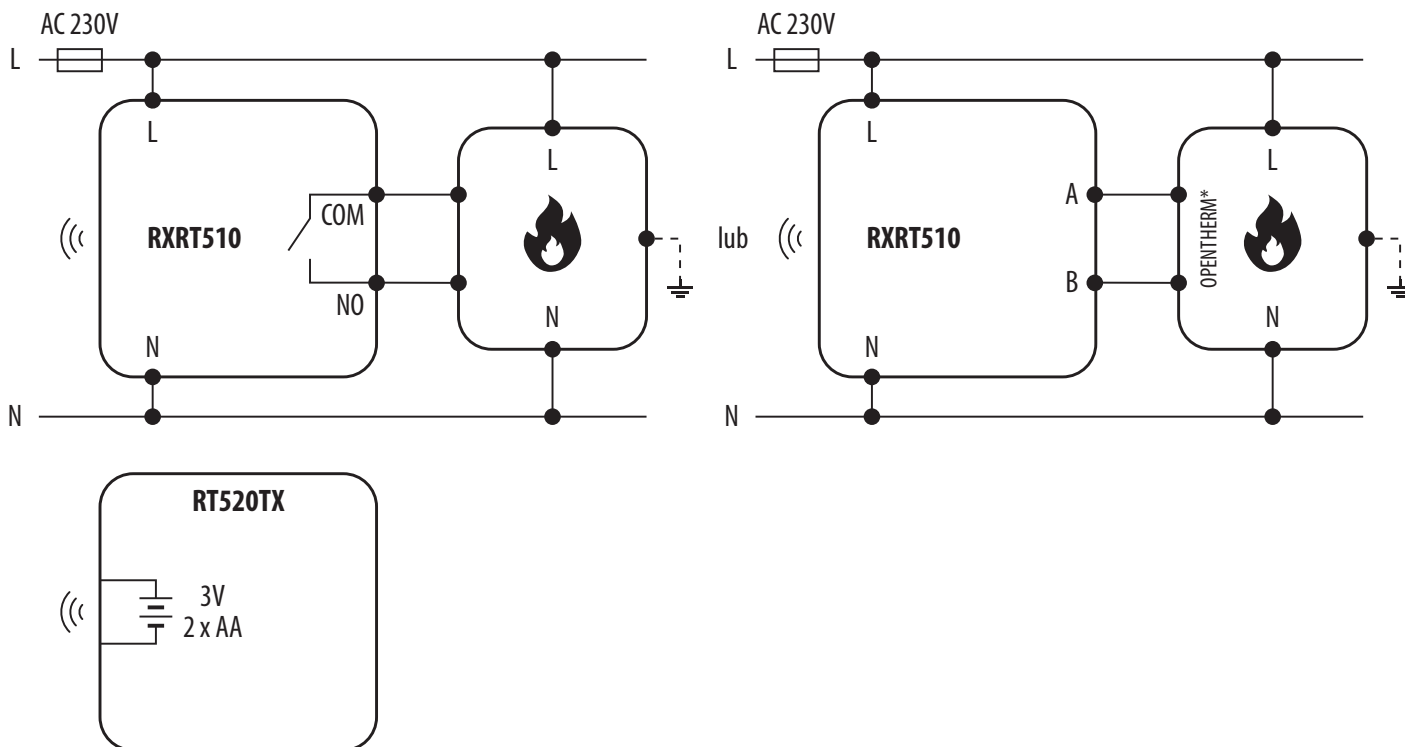 AC 230V
L
L
RXRT510
COM
NO
N
L
N
N
lub
AC 230V
L
L
RXRT510
A
B
N
OPENTHERM*
L
N
N
RT520TX
3V
2 x AA